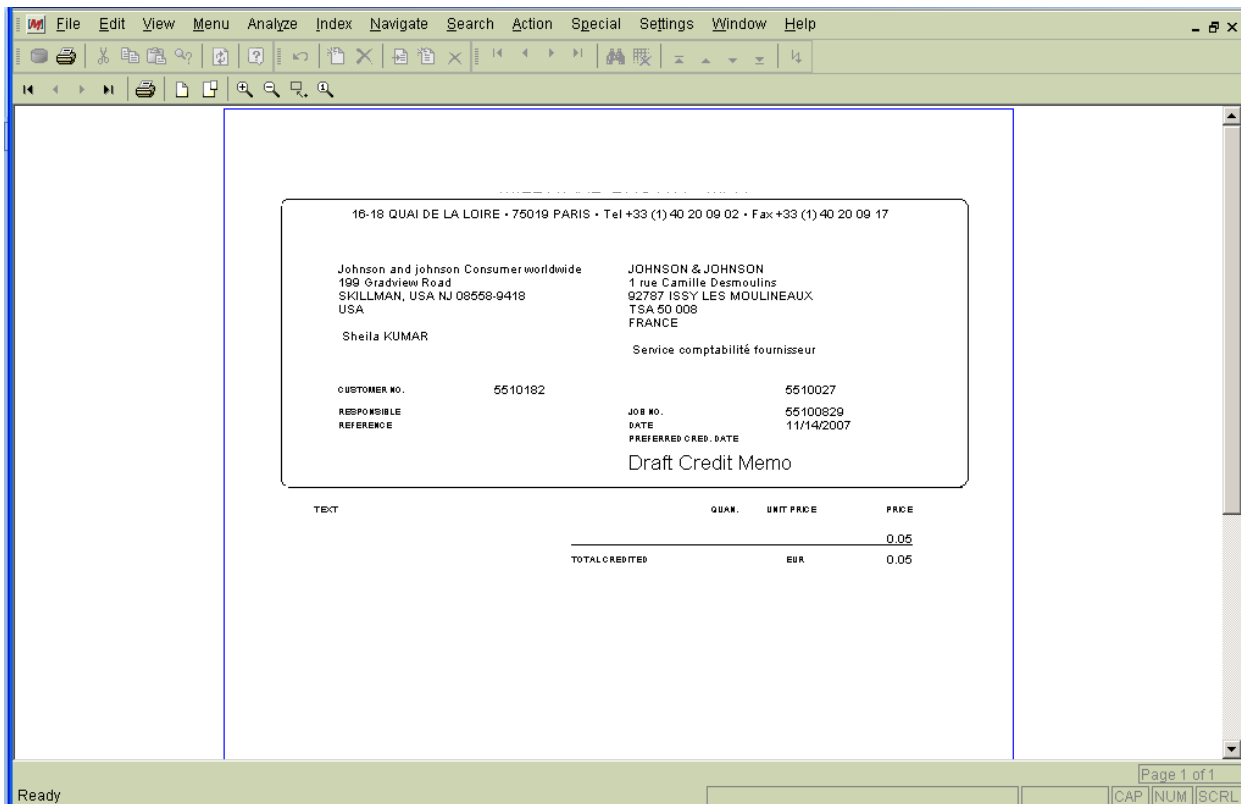 File Edit View Menu Analyze Index Navigate Search Action Special Settings Window Help
16-18 QUAI DE LA LOIRE • 75019 PARIS • Tel +33 (1) 40 20 09 02 • Fax +33 (1) 40 20 09 17
Johnson and johnson Consumer worldwide
199 Gradview Road
SKILLMAN, USA NJ 08558-9418
USA
Sheila KUMAR
JOHNSON & JOHNSON
1 rue Camille Desmoulins
92787 ISSY LES MOULINEAUX
TSA 50 008
FRANCE
Service comptabilité fournisseur
CUSTOMER NO. 5510182 5510027
RESPONSIBLE JOB NO. 55100829
REFERENCE DATE 11/14/2007
PREFERRED CRED. DATE
Draft Credit Memo
TEXT QUAN. UNIT PRICE PRICE
0.05
TOTAL CREDITED EUR 0.05
Page 1 of 1
Ready CAP NUM SCRL